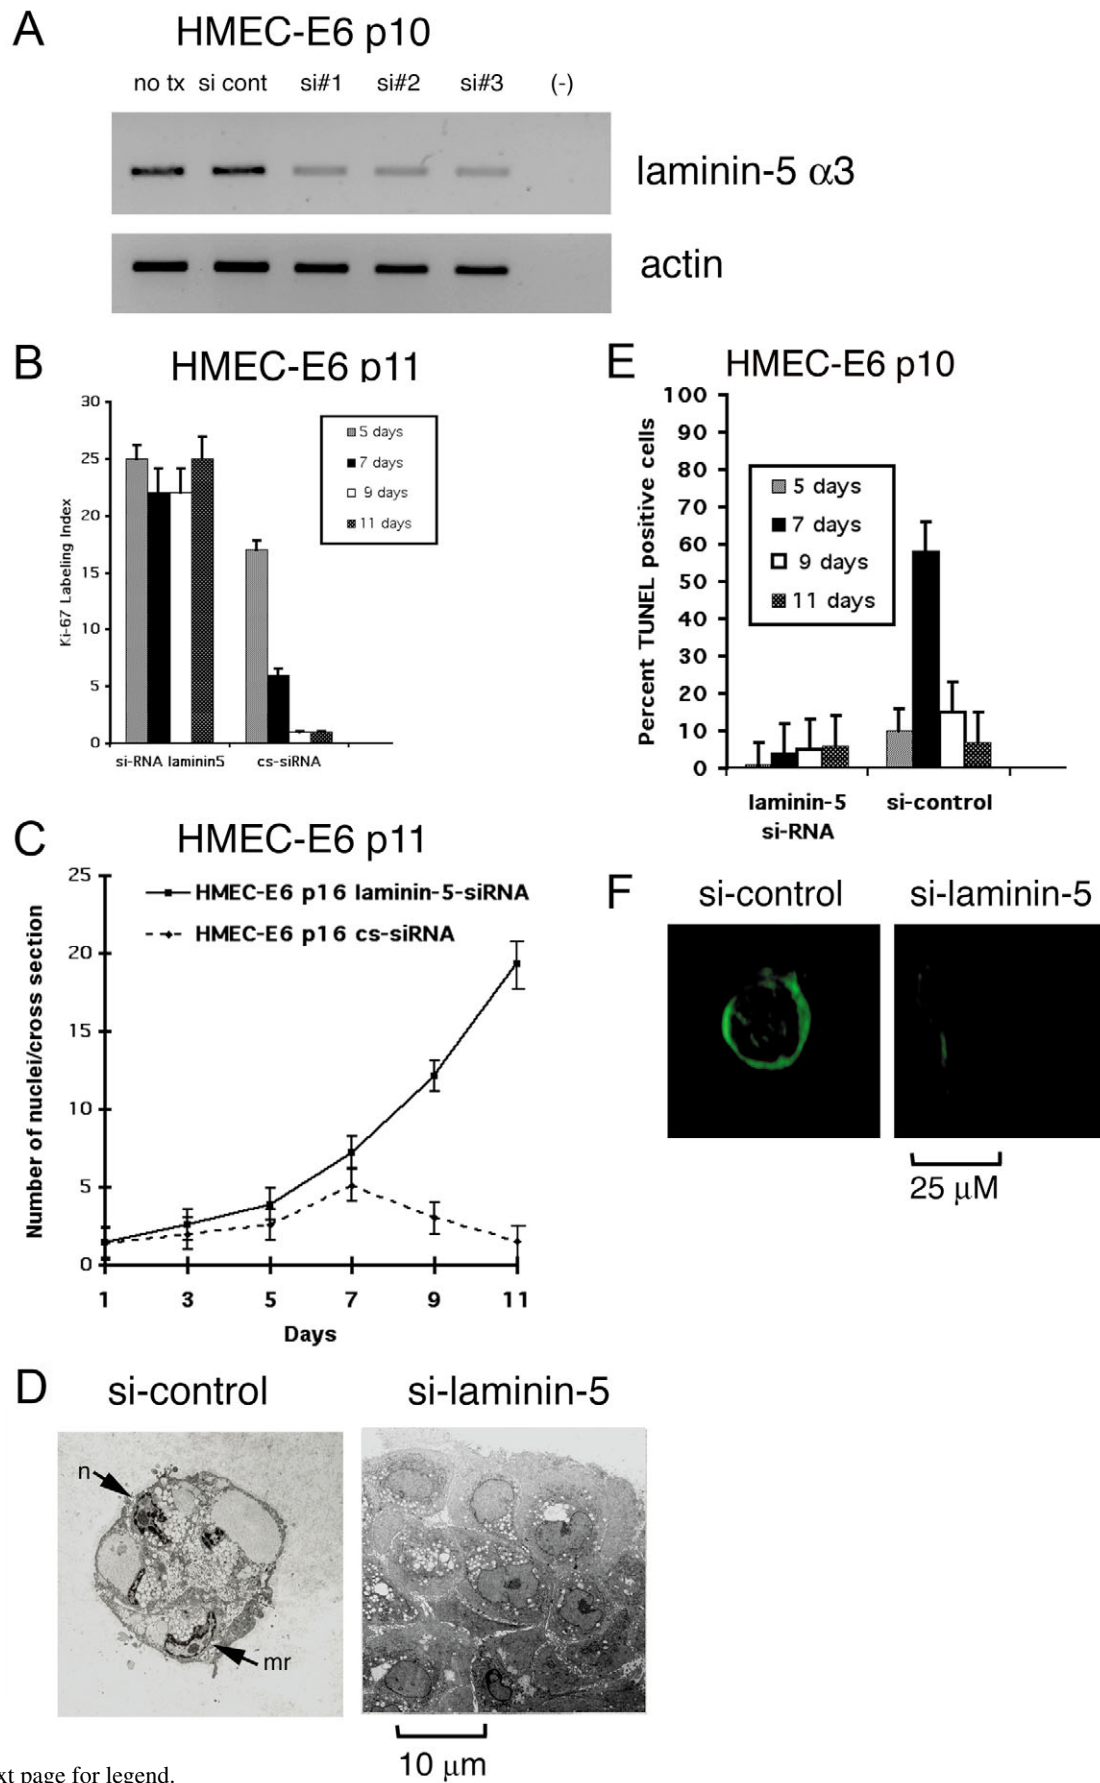 A
HMEC-E6 p10
no tx si cont si#1 si#2 si#3 (-)
laminin-5 α3
actin
B
HMEC-E6 p11
30
25
20
15
10
5
0
Ki-67 Labeling Index
5 days
7 days
9 days
11 days
si-RNA laminin5 cs-siRNA
E
HMEC-E6 p10
100
90
80
70
60
50
40
30
20
10
0
Percent TUNEL positive cells
5 days
7 days
9 days
11 days
laminin-5 si-control
si-RNA
C
HMEC-E6 p11
25
20
15
10
5
0
Number of nuclei/cross section
HMEC-E6 p16 laminin-5-siRNA
HMEC-E6 p16 cs-siRNA
1 3 5 7 9 11
Days
F
si-control si-laminin-5
25 μM
D
si-control si-laminin-5
n
mr
10 μm
xt page for legend.